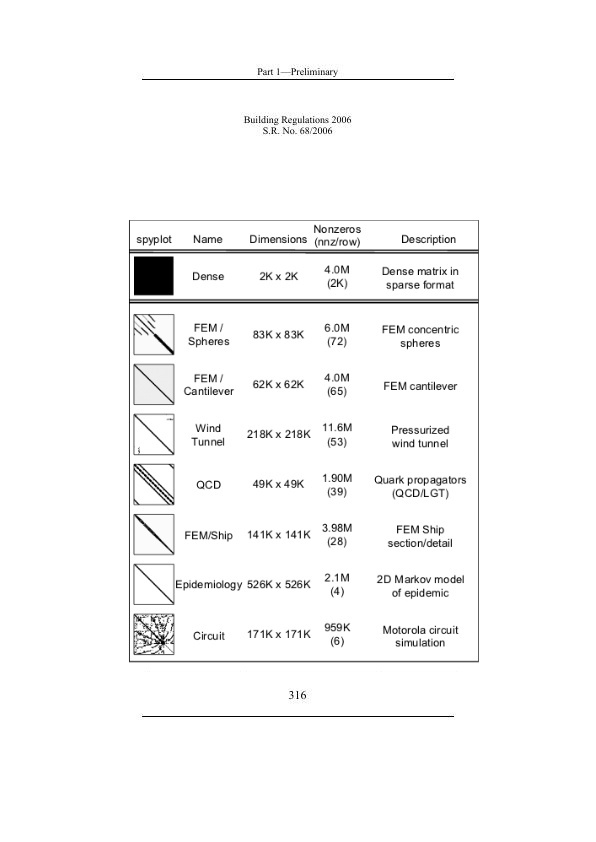 Part 1—Preliminary
Building Regulations 2006
S.R. No. 68/2006
spyplot Name Dimensions Nonzeros (nnz/row) Description
Dense 2K x 2K 4.0M (2K) Dense matrix in sparse format
FEM / Spheres 83K x 83K 6.0M (72) FEM concentric spheres
FEM / Cantilever 62K x 62K 4.0M (65) FEM cantilever
Wind Tunnel 218K x 218K 11.6M (53) Pressurized wind tunnel
QCD 49K x 49K 1.90M (39) Quark propagators (QCD/LGT)
FEM/Ship 141K x 141K 3.98M (28) FEM Ship section/detail
Epidemiology 526K x 526K 2.1M (4) 2D Markov model of epidemic
Circuit 171K x 171K 959K (6) Motorola circuit simulation
316